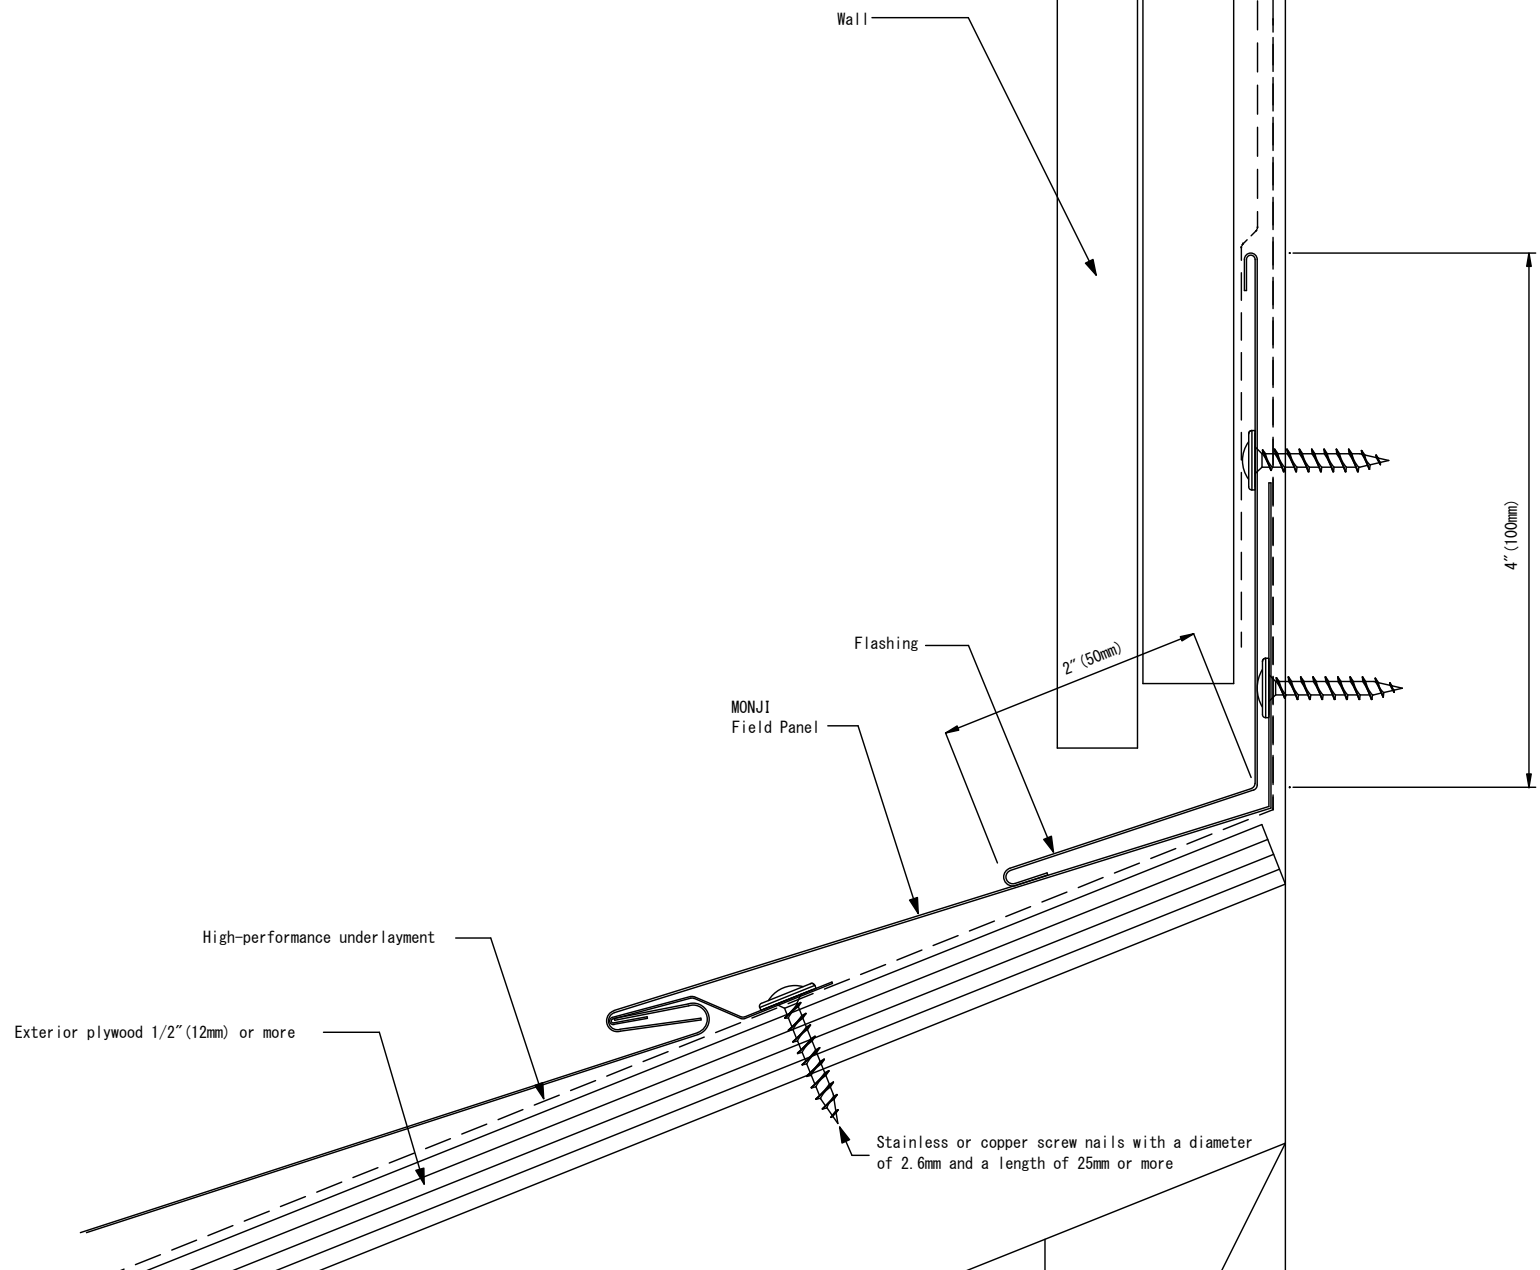 Wall
4"(100mm)
Flashing
2"(50mm)
MONJI
Field Panel
High-performance underlayment
Exterior plywood 1/2"(12mm) or more
Stainless or copper screw nails with a diameter
of 2.6mm and a length of 25mm or more